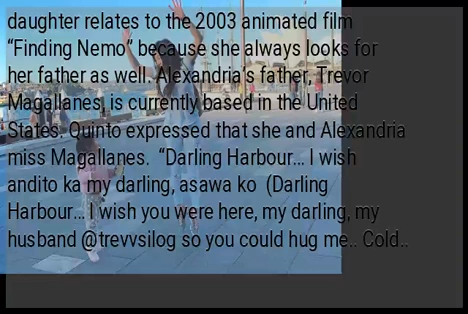 daughter relates to the 2003 animated film
“Finding Nemo” because she always looks for
her father as well. Alexandria's father, Trevor
Magallanes, is currently based in the United
States. Quinto expressed that she and Alexandria
miss Magallanes.  “Darling Harbour... I wish
andito ka my darling, asawa ko  (Darling
Harbour... I wish you were here, my darling, my
husband @trevvsilog so you could hug me.. Cold..